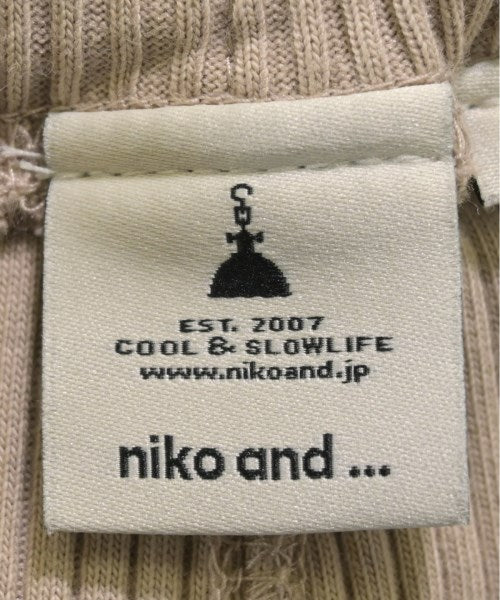 EST. 2007
COOL & SLOWLIFE
www.nikoand.jp
niko and ...